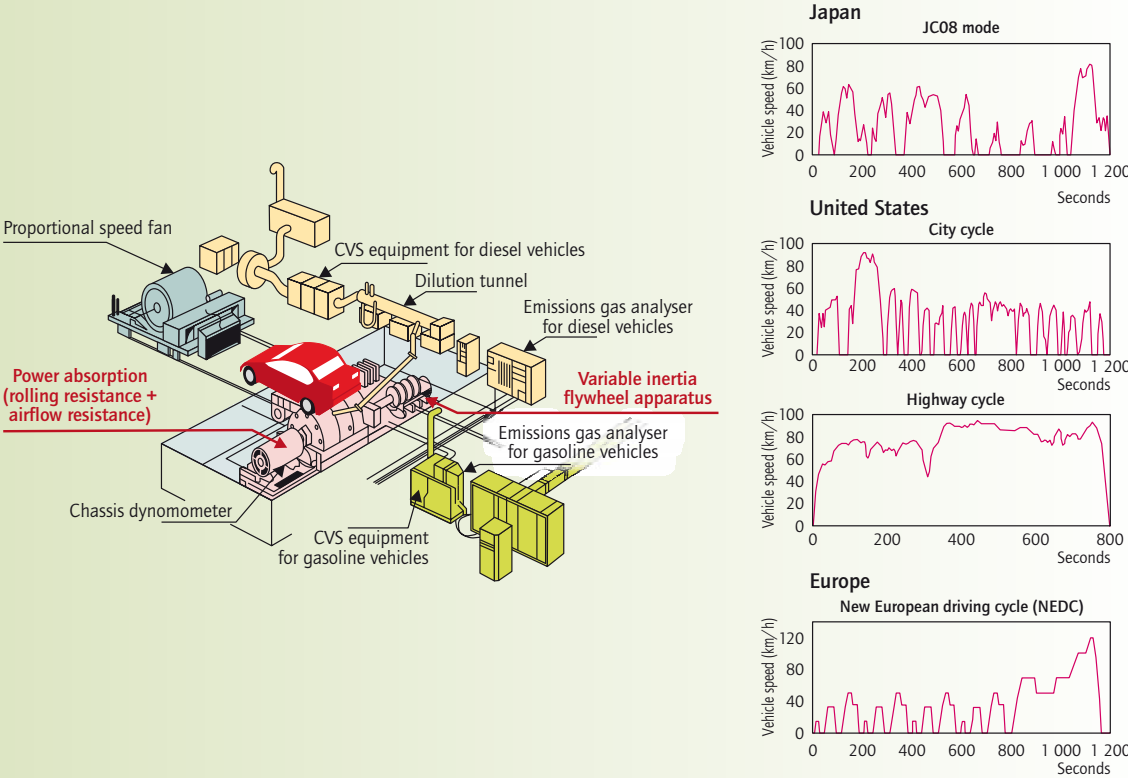 Proportional speed fan
CVS equipment for diesel vehicles
Dilution tunnel
Emissions gas analyser
for diesel vehicles
Power absorption
(rolling resistance +
airflow resistance)
Variable inertia
flywheel apparatus
Emissions gas analyser
for gasoline vehicles
Chassis dynomometer
CVS equipment
for gasoline vehicles
Japan
JC08 mode
Vehicle speed (km/h)
100
80
60
40
20
0
0 200 400 600 800 1 000 1 200
Seconds
United States
City cycle
Vehicle speed (km/h)
100
80
60
40
20
0
0 200 400 600 800 1 000 1 200
Seconds
Highway cycle
Vehicle speed (km/h)
100
80
60
40
20
0
0 200 400 600 800
Seconds
Europe
New European driving cycle (NEDC)
Vehicle speed (km/h)
120
80
40
0
0 200 400 600 800 1 000 1 200
Seconds